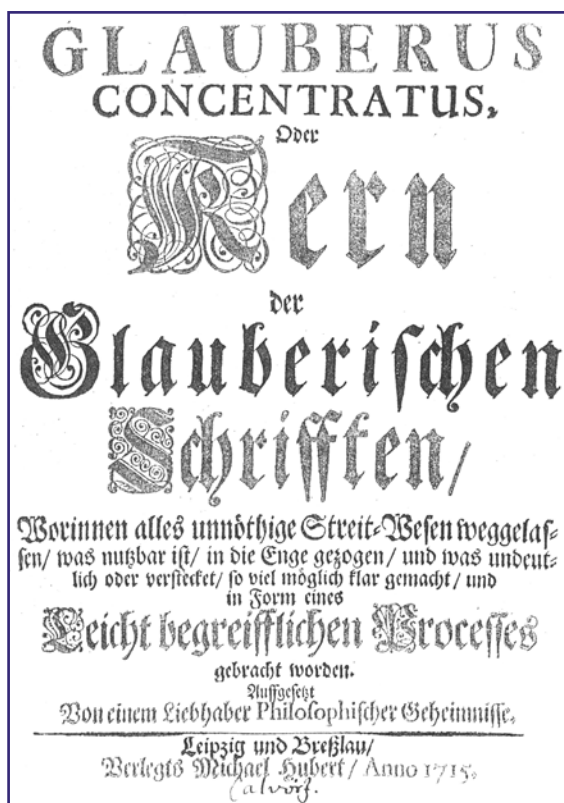 GLAUBERUS
CONCENTRATUS,
Oder
Kern
der
Glauberischen
Schrifften/
Worinnen alles unnöthige Streit-Wesen weggelas-
sen/ was nutzbar ist/ in die Enge gezogen/ und was undeut-
lich oder verstecket/ so viel möglich klar gemacht/ und
in Form eines
Leicht begreifflichen Processes
gebracht worden.
Auffgesetzt
Von einem Liebhaber Philosophischer Geheimnisse.
Leipzig und Breßlau/
Verlegts Michael Hubert/ Anno 1715.